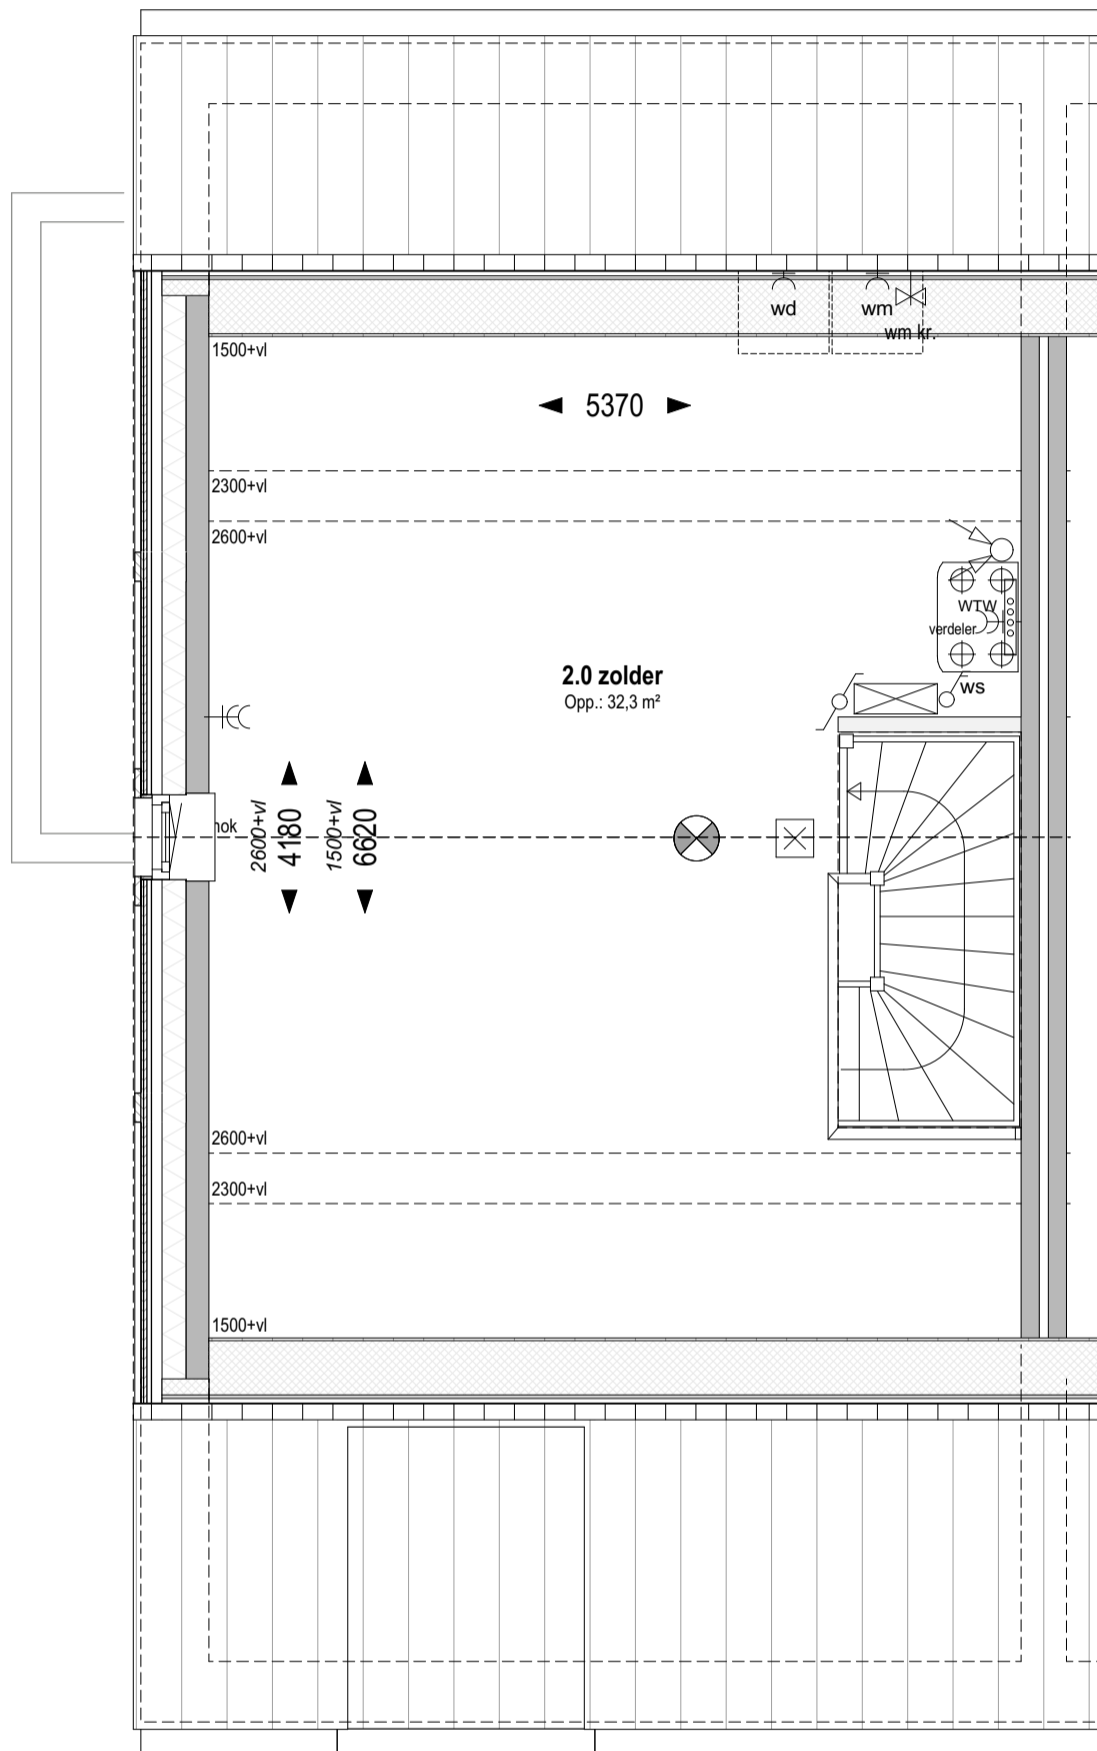 wd
wm
wm kr.
1500+vl
5370
2300+vl
2600+vl
WTW
verdeler
2.0 zolder
Opp.: 32,3 m²
ws
nok
2600+vl
4180
1500+vl
6620
2600+vl
2300+vl
1500+vl